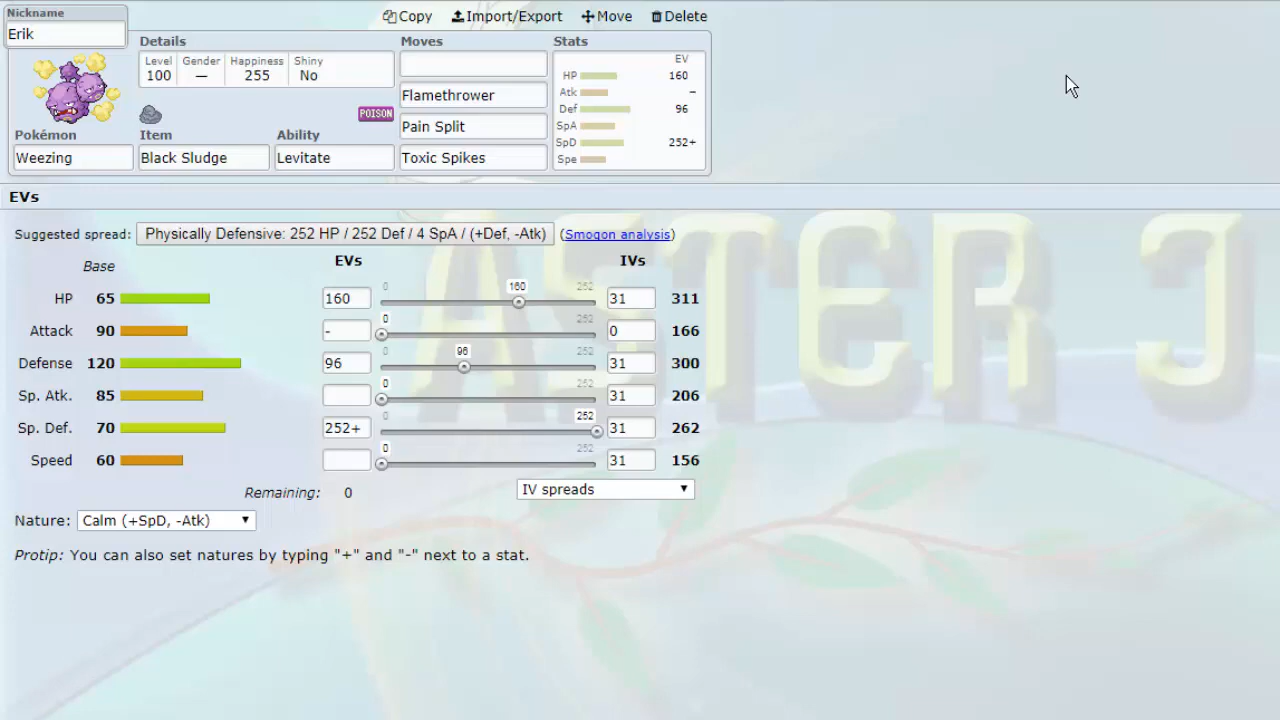 Nickname
Erik
Copy Import/Export Move Delete
Details
Level Gender Happiness Shiny
100 — 255 No
POISON
Pokémon Item Ability
Weezing Black Sludge Levitate
Moves
Flamethrower
Pain Split
Toxic Spikes
Stats
EV
HP 160
Atk –
Def 96
SpA
SpD 252+
Spe
EVs
Suggested spread: Physically Defensive: 252 HP / 252 Def / 4 SpA / (+Def, -Atk) (Smogon analysis)
Base EVs IVs
HP 65 160 0 160 252 31 311
Attack 90 - 0 252 0 166
Defense 120 96 0 96 252 31 300
Sp. Atk. 85 0 252 31 206
Sp. Def. 70 252+ 0 252 31 262
Speed 60 0 252 31 156
Remaining: 0 IV spreads
Nature: Calm (+SpD, -Atk)
Protip: You can also set natures by typing "+" and "-" next to a stat.
ASTER J